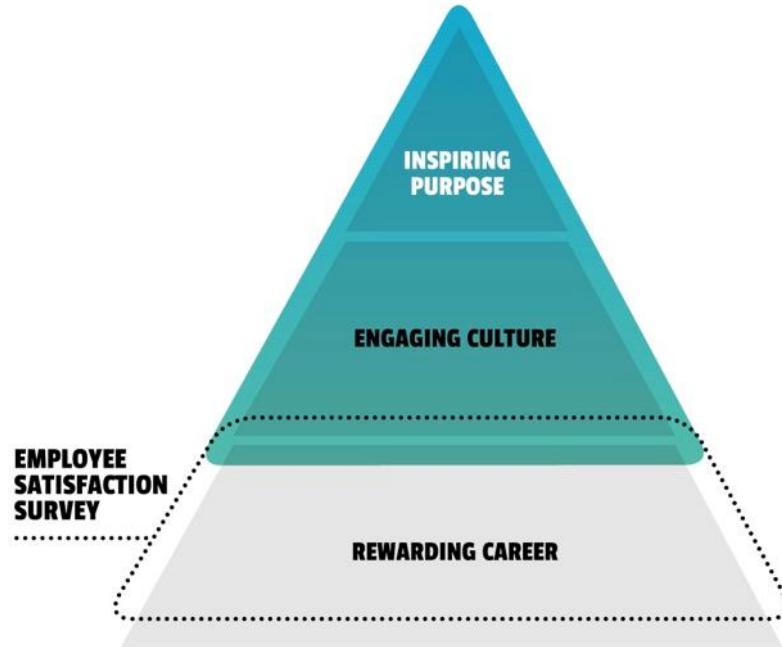 INSPIRING
PURPOSE
ENGAGING CULTURE
EMPLOYEE
SATISFACTION
SURVEY
REWARDING CAREER